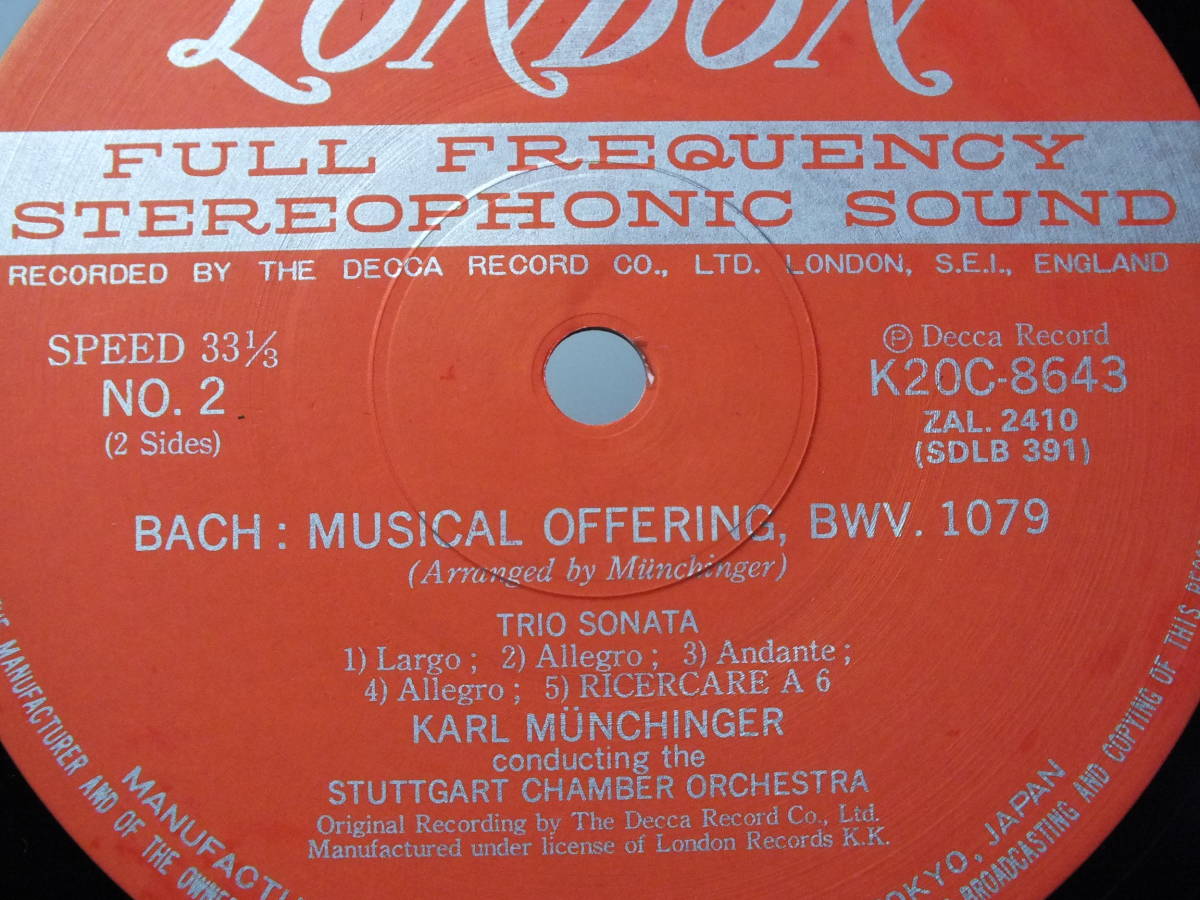 LONDON
FULL FREQUENCY
STEREOPHONIC SOUND
RECORDED BY THE DECCA RECORD CO., LTD. LONDON, S.E.I., ENGLAND
SPEED 33⅓
NO. 2
(2 Sides)
Ⓟ Decca Record
K20C-8643
ZAL. 2410
(SDLB 391)
BACH : MUSICAL OFFERING, BWV. 1079
(Arranged by Münchinger)
TRIO SONATA
1) Largo ; 2) Allegro ; 3) Andante ;
4) Allegro ; 5) RICERCARE A 6
KARL MÜNCHINGER
conducting the
STUTTGART CHAMBER ORCHESTRA
Original Recording by The Decca Record Co., Ltd.
Manufactured under license of London Records K.K.
MANUFACTU
TOKYO, JAPAN
THE MANUFACTURER AND OF THE OWNE
BROADCASTING AND COPYING OF THIS RECO